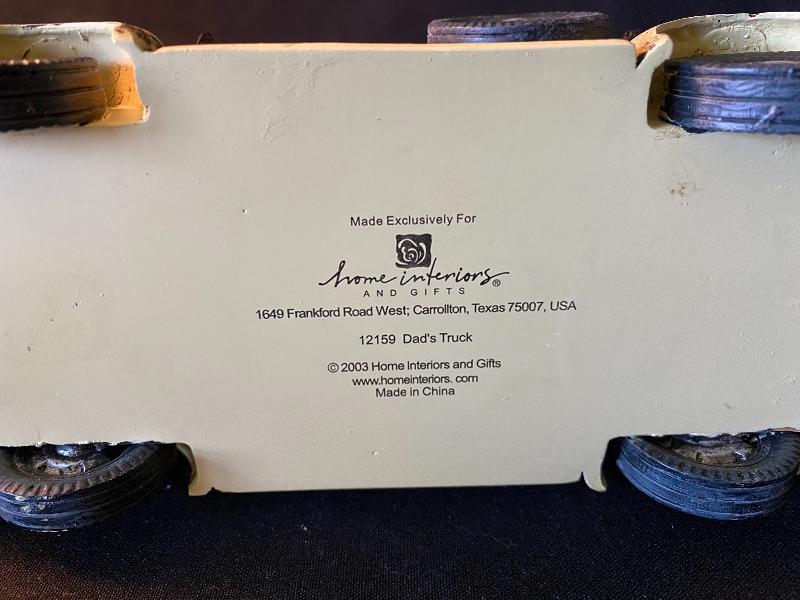 Made Exclusively For
home interiors®
AND GIFTS
1649 Frankford Road West; Carrollton, Texas 75007, USA
12159 Dad's Truck
© 2003 Home Interiors and Gifts
www.homeinteriors. com
Made in China